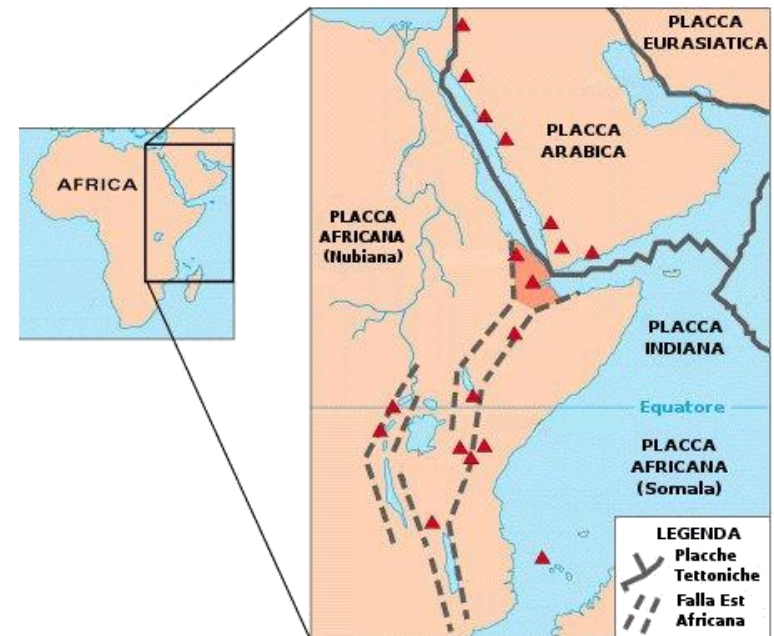 AFRICA
PLACCA
EURASIATICA
PLACCA
ARABICA
PLACCA
AFRICANA
(Nubiana)
PLACCA
INDIANA
Equatore
PLACCA
AFRICANA
(Somala)
LEGENDA
Placche
Tettoniche
Falla Est
Africana